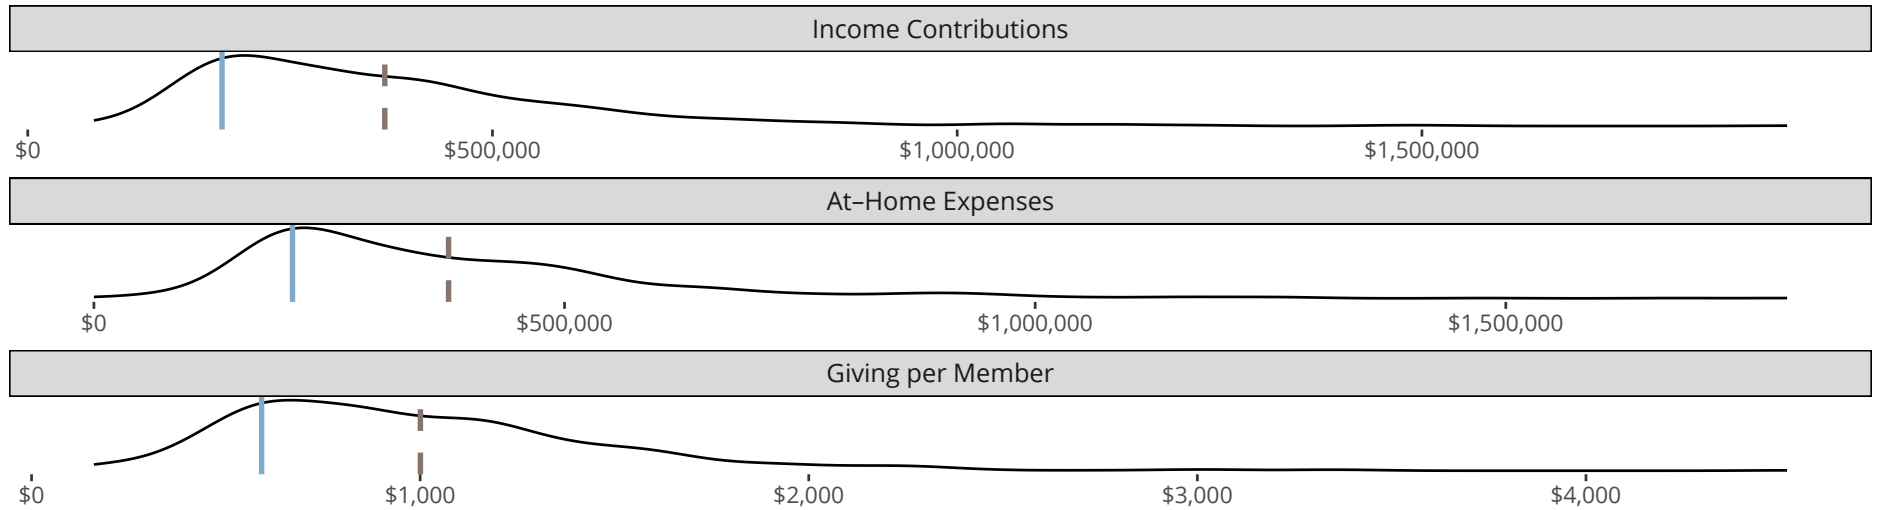 Income Contributions
$0 $500,000 $1,000,000 $1,500,000
At–Home Expenses
$0 $500,000 $1,000,000 $1,500,000
Giving per Member
$0 $1,000 $2,000 $3,000 $4,000